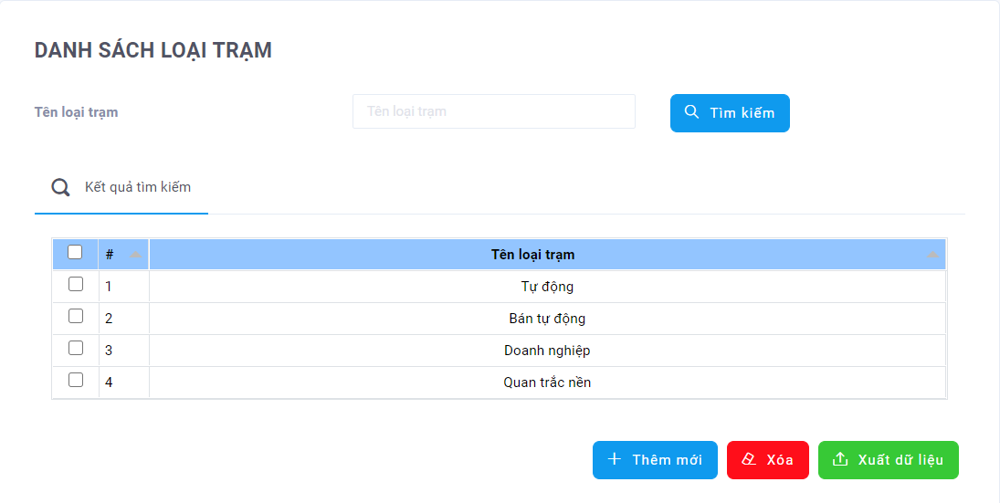 DANH SÁCH LOẠI TRẠM
Tên loại trạm
Tên loại trạm
Tìm kiếm
Kết quả tìm kiếm
# Tên loại trạm
1 Tự động
2 Bán tự động
3 Doanh nghiệp
4 Quan trắc nền
Thêm mới Xóa Xuất dữ liệu